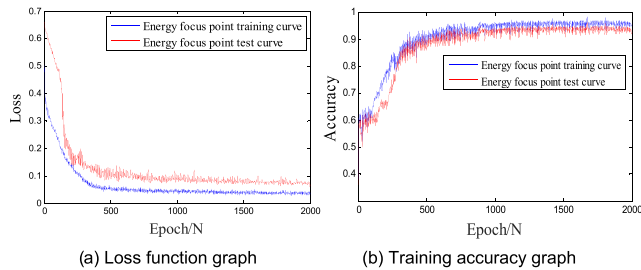 0.7
0.6
0.5
0.4
0.3
0.2
0.1
0
Loss
Energy focus point training curve
Energy focus point test curve
0 500 1000 1500 2000
Epoch/N
(a) Loss function graph
1
0.9
0.8
0.7
0.6
0.5
0.4
Accuracy
Energy focus point training curve
Energy focus point test curve
0 500 1000 1500 2000
Epoch/N
(b) Training accuracy graph